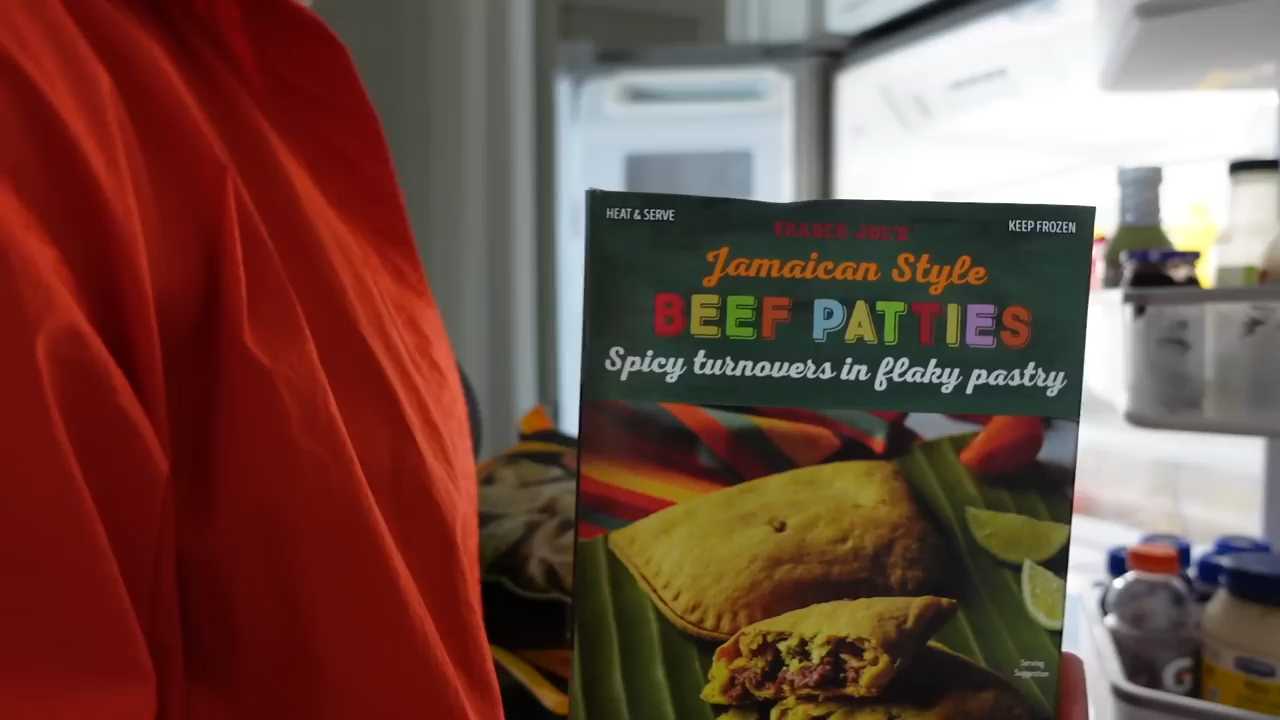 HEAT & SERVE
KEEP FROZEN
TRADER JOE'S
Jamaican Style
BEEF PATTIES
Spicy turnovers in flaky pastry
Serving
Suggestion
G